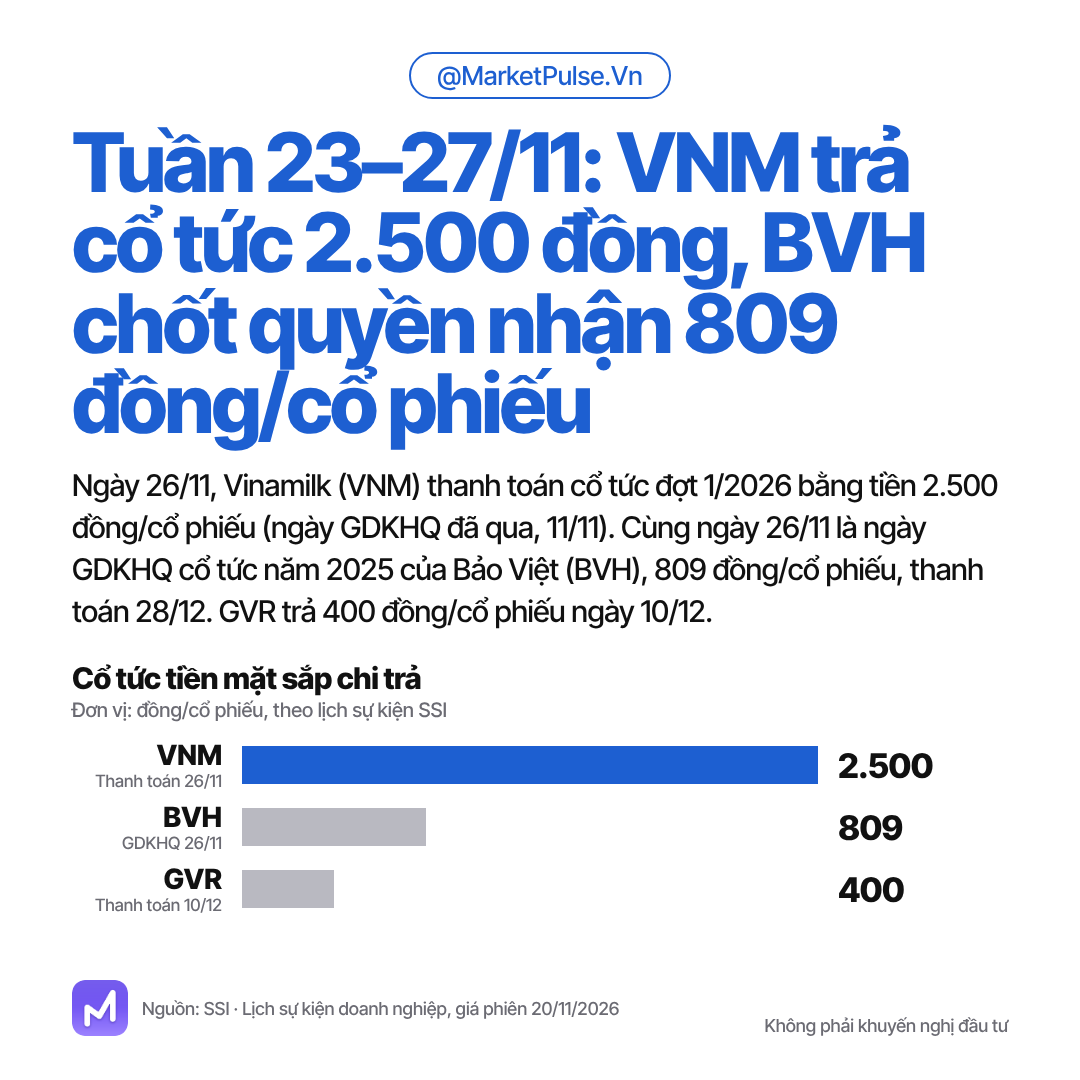 @MarketPulse.Vn
Tuần 23–27/11: VNM trả
cổ tức 2.500 đồng, BVH
chốt quyền nhận 809
đồng/cổ phiếu
Ngày 26/11, Vinamilk (VNM) thanh toán cổ tức đợt 1/2026 bằng tiền 2.500
đồng/cổ phiếu (ngày GDKHQ đã qua, 11/11). Cùng ngày 26/11 là ngày
GDKHQ cổ tức năm 2025 của Bảo Việt (BVH), 809 đồng/cổ phiếu, thanh
toán 28/12. GVR trả 400 đồng/cổ phiếu ngày 10/12.
Cổ tức tiền mặt sắp chi trả
Đơn vị: đồng/cổ phiếu, theo lịch sự kiện SSI
VNM
Thanh toán 26/11
2.500
BVH
GDKHQ 26/11
809
GVR
Thanh toán 10/12
400
Nguồn: SSI · Lịch sự kiện doanh nghiệp, giá phiên 20/11/2026
Không phải khuyến nghị đầu tư